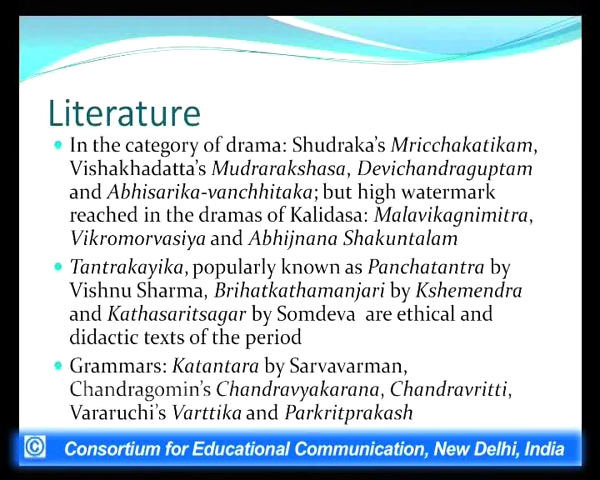 Literature
In the category of drama: Shudraka's Mricchakatikam,
Vishakhadatta's Mudrarakshasa, Devichandraguptam
and Abhisarika-vanchhitaka; but high watermark
reached in the dramas of Kalidasa: Malavikagnimitra,
Vikromorvasiya and Abhijnana Shakuntalam
Tantrakayika, popularly known as Panchatantra by
Vishnu Sharma, Brihatkathamanjari by Kshemendra
and Kathasaritsagar by Somdeva are ethical and
didactic texts of the period
Grammars: Katantara by Sarvavarman,
Chandragomin's Chandravyakarana, Chandravritti,
Vararuchi's Varttika and Parkritprakash
© Consortium for Educational Communication, New Delhi, India